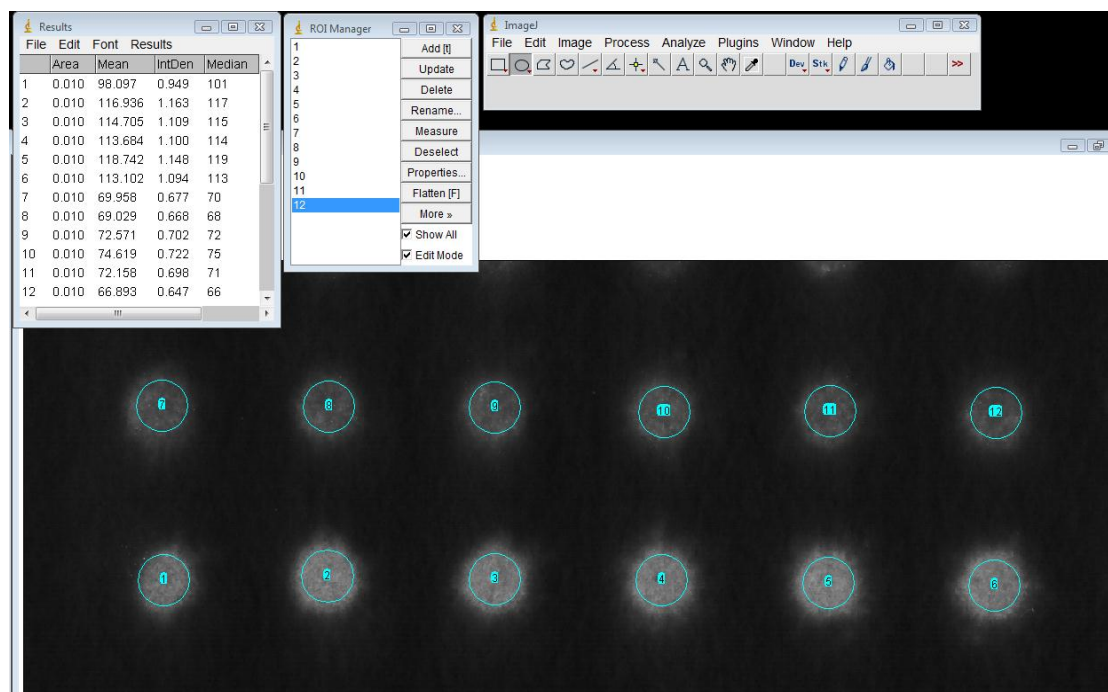 Results
File Edit Font Results
Area Mean IntDen Median
1 0.010 98.097 0.949 101
2 0.010 116.936 1.163 117
3 0.010 114.705 1.109 115
4 0.010 113.684 1.100 114
5 0.010 118.742 1.148 119
6 0.010 113.102 1.094 113
7 0.010 69.958 0.677 70
8 0.010 69.029 0.668 68
9 0.010 72.571 0.702 72
10 0.010 74.619 0.722 75
11 0.010 72.158 0.698 71
12 0.010 66.893 0.647 66
ROI Manager
1
2
3
4
5
6
7
8
9
10
11
12
Add [t]
Update
Delete
Rename...
Measure
Deselect
Properties...
Flatten [F]
More »
Show All
Edit Mode
ImageJ
File Edit Image Process Analyze Plugins Window Help
A Dev Stk >>
7 8 9 10 11 12
1 2 3 4 5 6